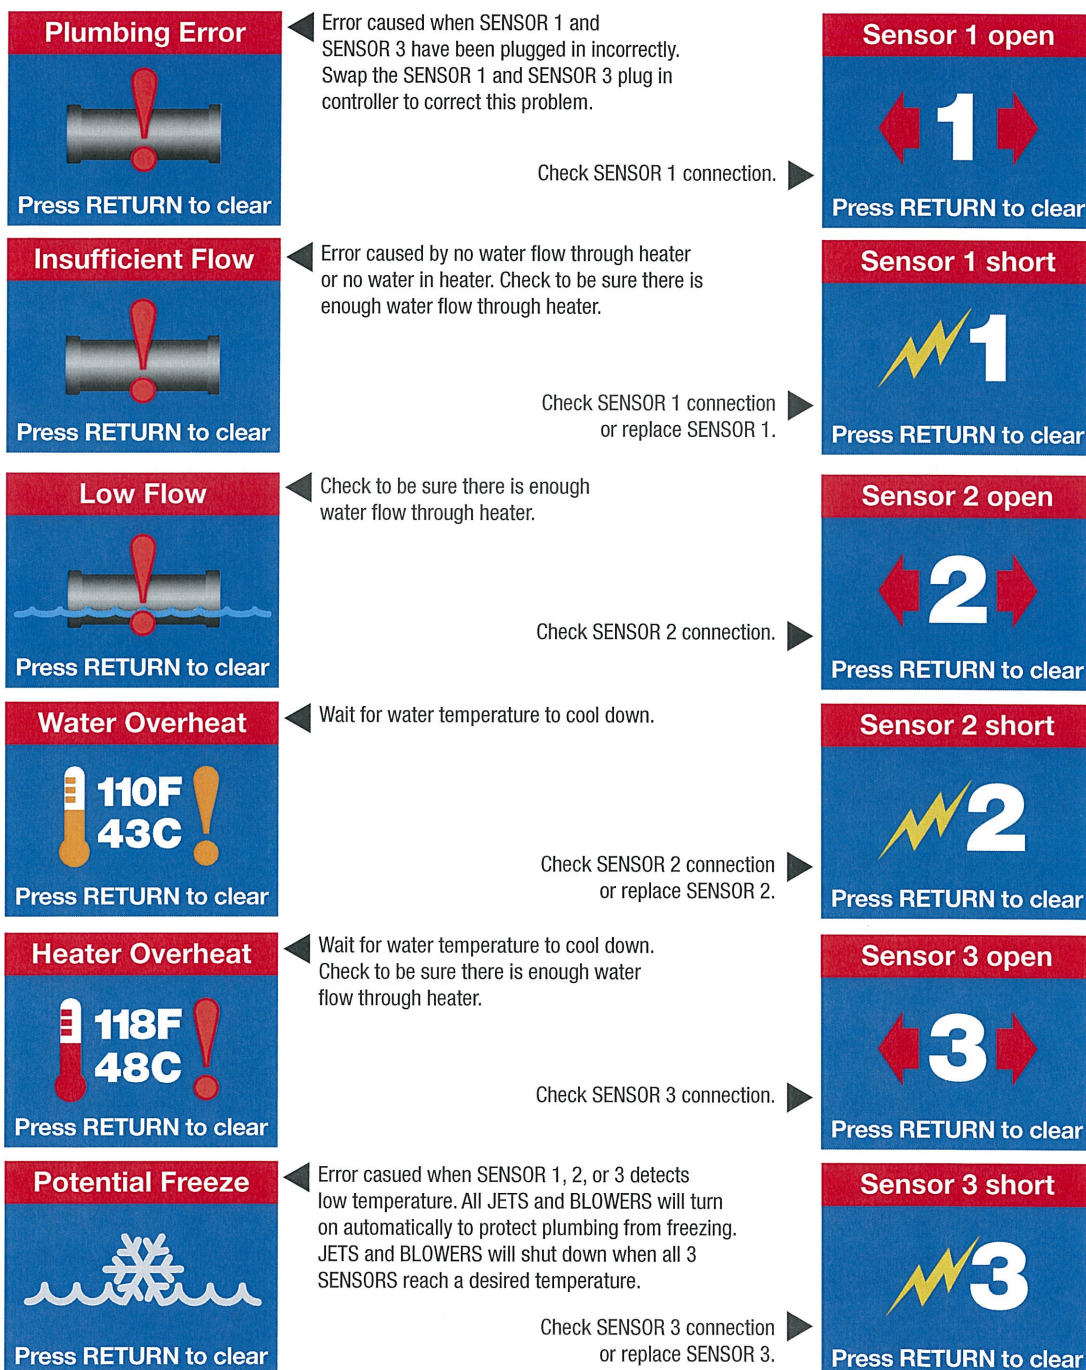 Plumbing Error
Press RETURN to clear
Error caused when SENSOR 1 and
SENSOR 3 have been plugged in incorrectly.
Swap the SENSOR 1 and SENSOR 3 plug in
controller to correct this problem.
Check SENSOR 1 connection.
Sensor 1 open
1
Press RETURN to clear
Insufficient Flow
Press RETURN to clear
Error caused by no water flow through heater
or no water in heater. Check to be sure there is
enough water flow through heater.
Check SENSOR 1 connection
or replace SENSOR 1.
Sensor 1 short
1
Press RETURN to clear
Low Flow
Press RETURN to clear
Check to be sure there is enough
water flow through heater.
Check SENSOR 2 connection.
Sensor 2 open
2
Press RETURN to clear
Water Overheat
110F
43C
Press RETURN to clear
Wait for water temperature to cool down.
Check SENSOR 2 connection
or replace SENSOR 2.
Sensor 2 short
2
Press RETURN to clear
Heater Overheat
118F
48C
Press RETURN to clear
Wait for water temperature to cool down.
Check to be sure there is enough water
flow through heater.
Check SENSOR 3 connection.
Sensor 3 open
3
Press RETURN to clear
Potential Freeze
Press RETURN to clear
Error casued when SENSOR 1, 2, or 3 detects
low temperature. All JETS and BLOWERS will turn
on automatically to protect plumbing from freezing.
JETS and BLOWERS will shut down when all 3
SENSORS reach a desired temperature.
Check SENSOR 3 connection
or replace SENSOR 3.
Sensor 3 short
3
Press RETURN to clear